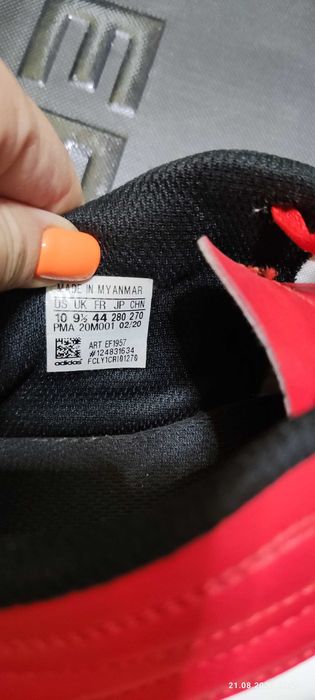 MADE IN MYANMAR
US UK FR JP CHN
10 9½ 44 280 270
PMA 20M001 02/20
ART EF1957
#124831634
adidas FCLY1CRI01270
21.08.20